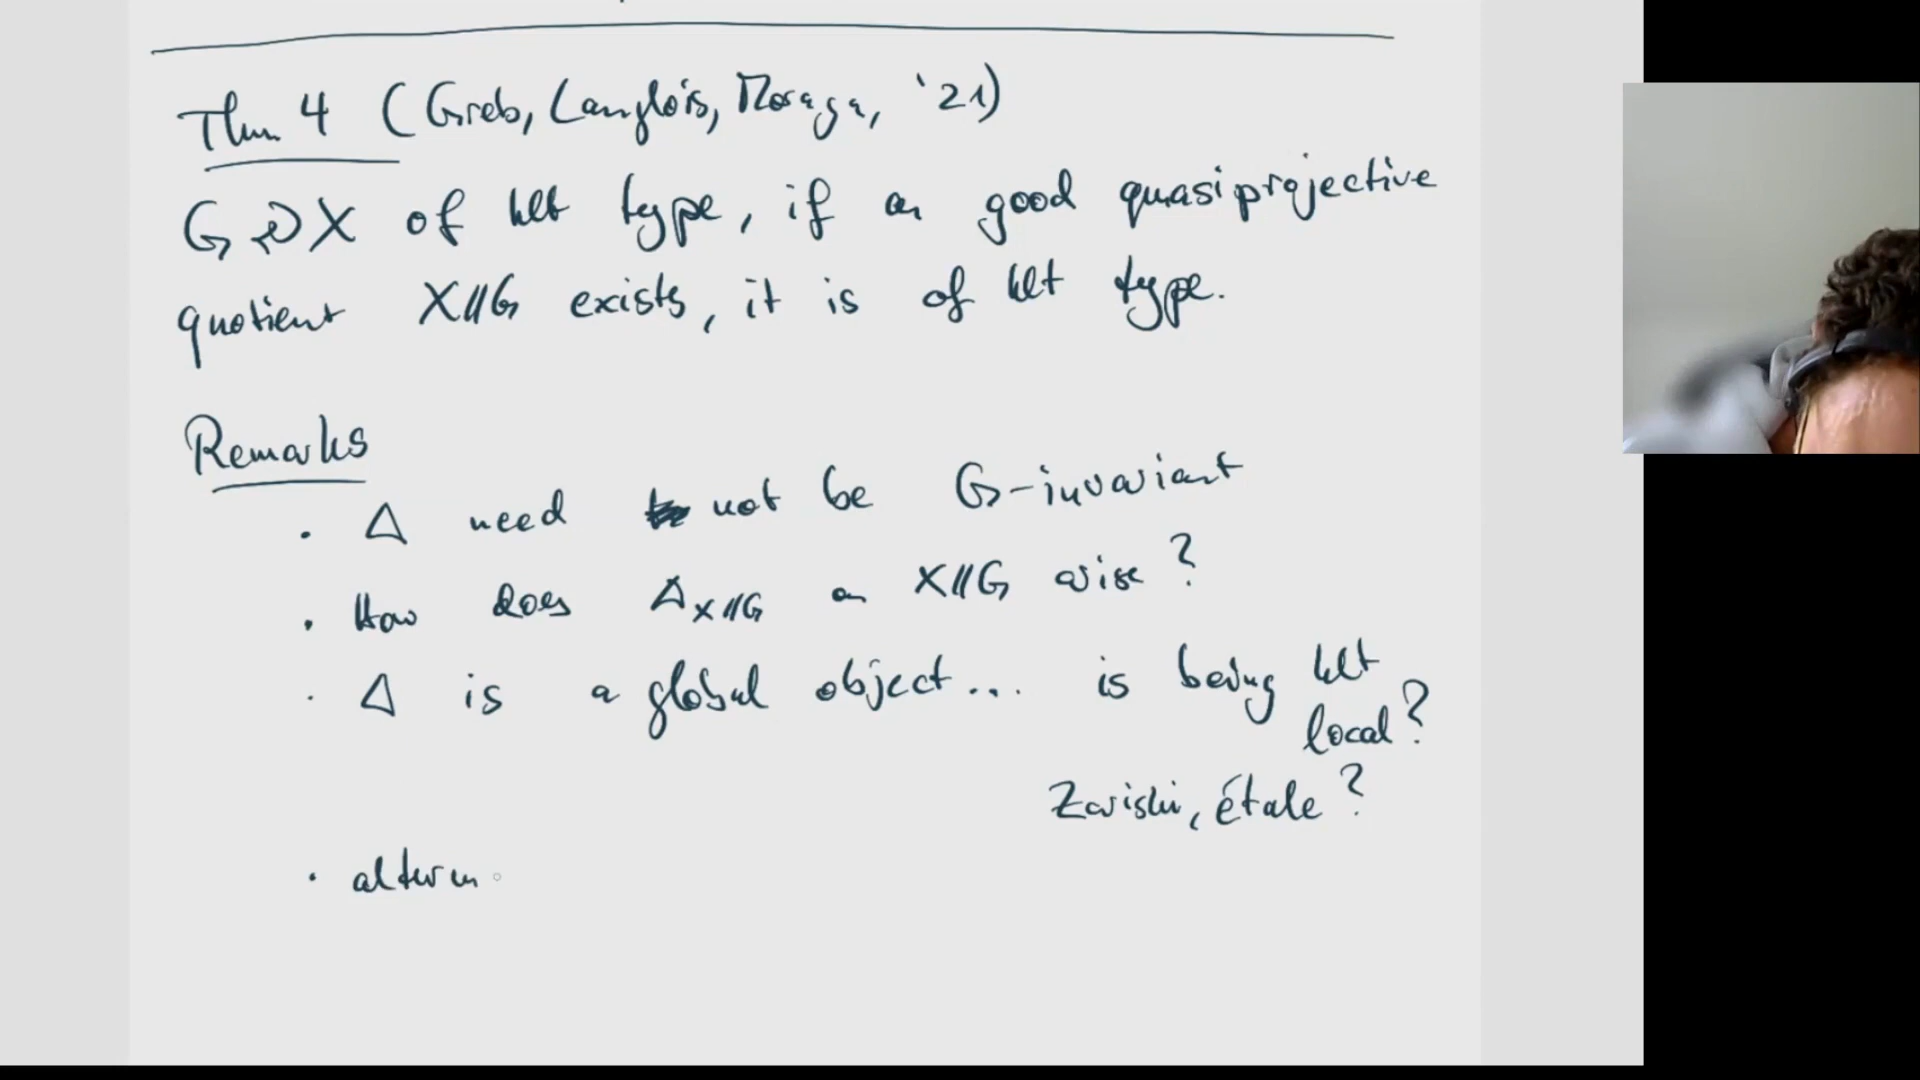 Thm 4 (Greb, Langlois, Moraga, '21)
G ↻ X of klt type, if a good quasiprojective
quotient X//G exists, it is of klt type.
Remarks
· Δ need not be G-invariant
· How does Δ_X//G on X//G arise?
· Δ is a global object... is being klt
local?
Zariski, étale?
· altern